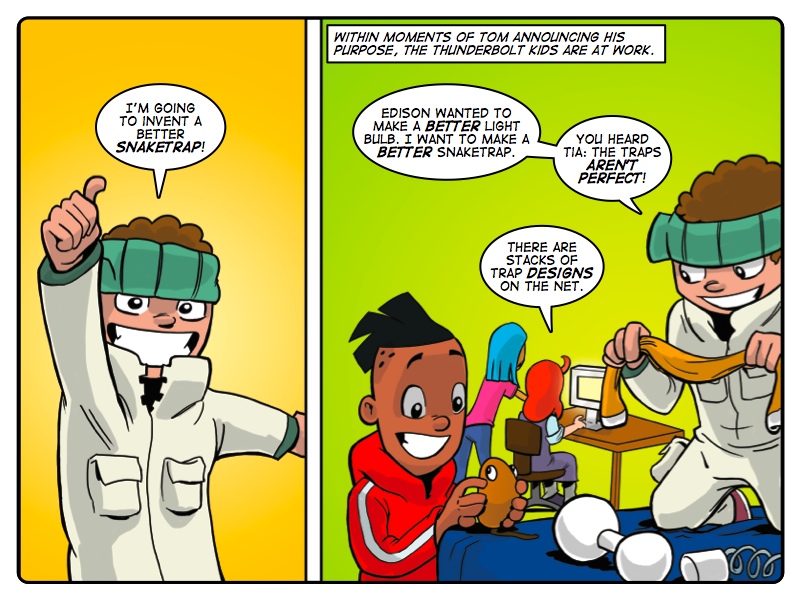 I'M GOING
TO INVENT A
BETTER
SNAKETRAP!
WITHIN MOMENTS OF TOM ANNOUNCING HIS
PURPOSE, THE THUNDERBOLT KIDS ARE AT WORK.
EDISON WANTED TO
MAKE A BETTER LIGHT
BULB. I WANT TO MAKE A
BETTER SNAKETRAP.
YOU HEARD
TIA: THE TRAPS
AREN'T
PERFECT!
THERE ARE
STACKS OF
TRAP DESIGNS
ON THE NET.